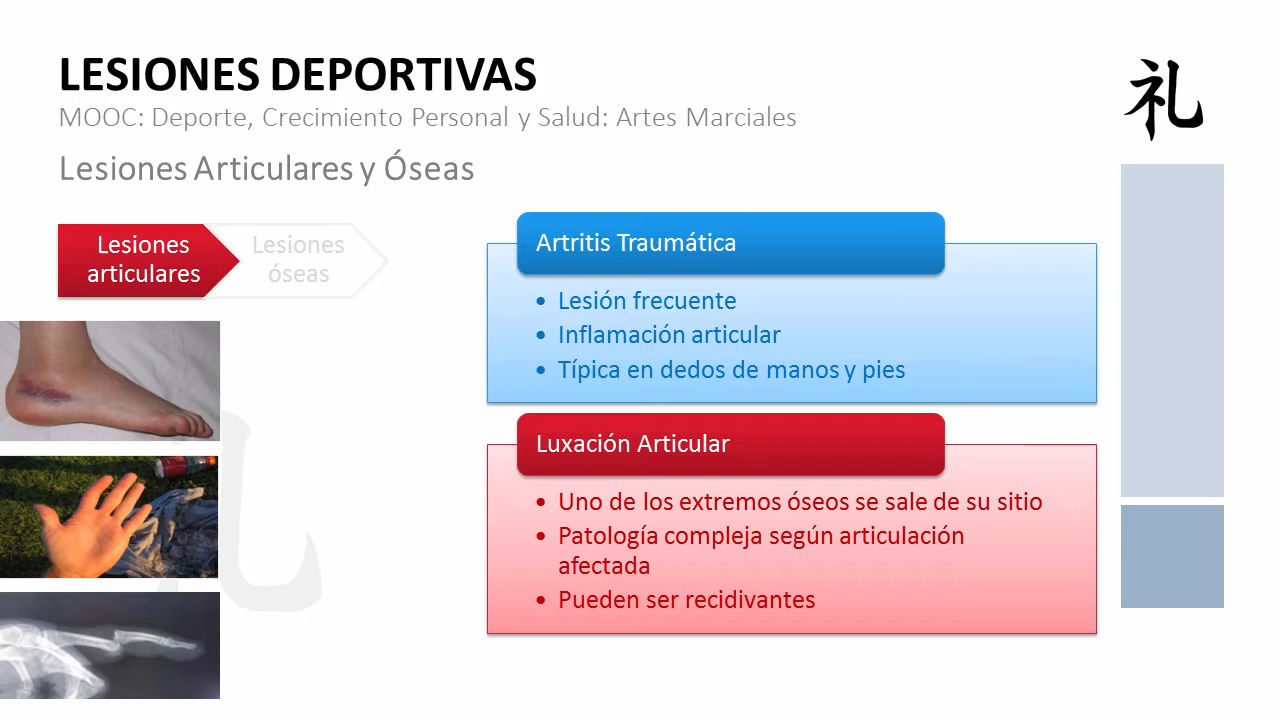 LESIONES DEPORTIVAS
MOOC: Deporte, Crecimiento Personal y Salud: Artes Marciales
礼
Lesiones Articulares y Óseas
Lesiones
articulares
Lesiones
óseas
Artritis Traumática
• Lesión frecuente
• Inflamación articular
• Típica en dedos de manos y pies
Luxación Articular
• Uno de los extremos óseos se sale de su sitio
• Patología compleja según articulación
afectada
• Pueden ser recidivantes